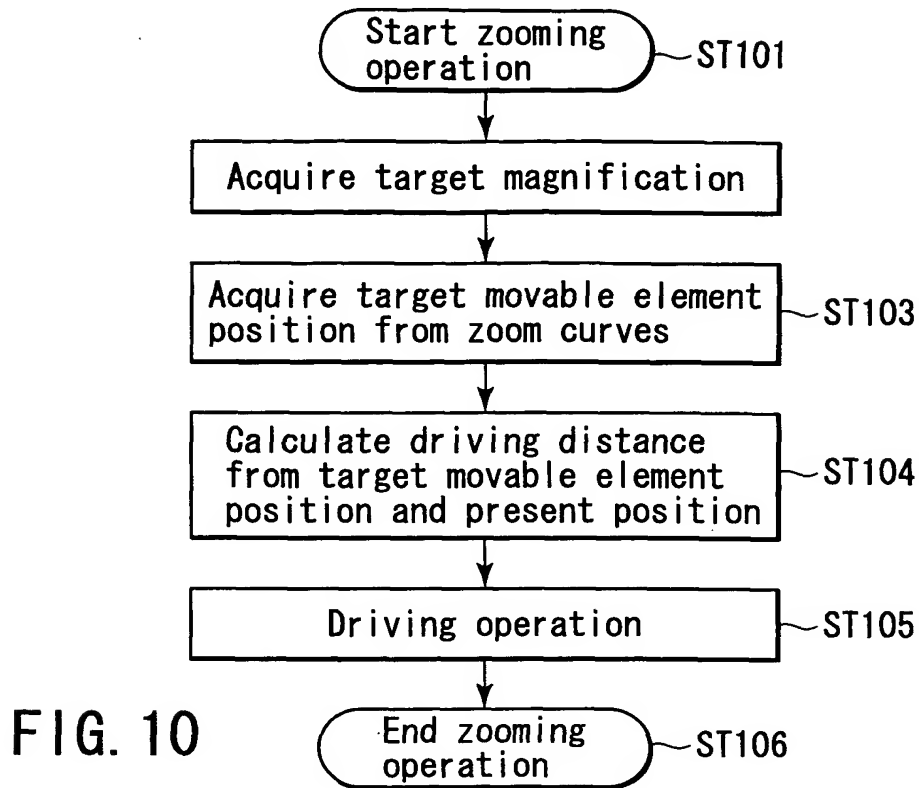 Start zooming
operation
ST101
Acquire target magnification
Acquire target movable element
position from zoom curves
ST103
Calculate driving distance
from target movable element
position and present position
ST104
Driving operation
ST105
End zooming
operation
ST106
FIG. 10